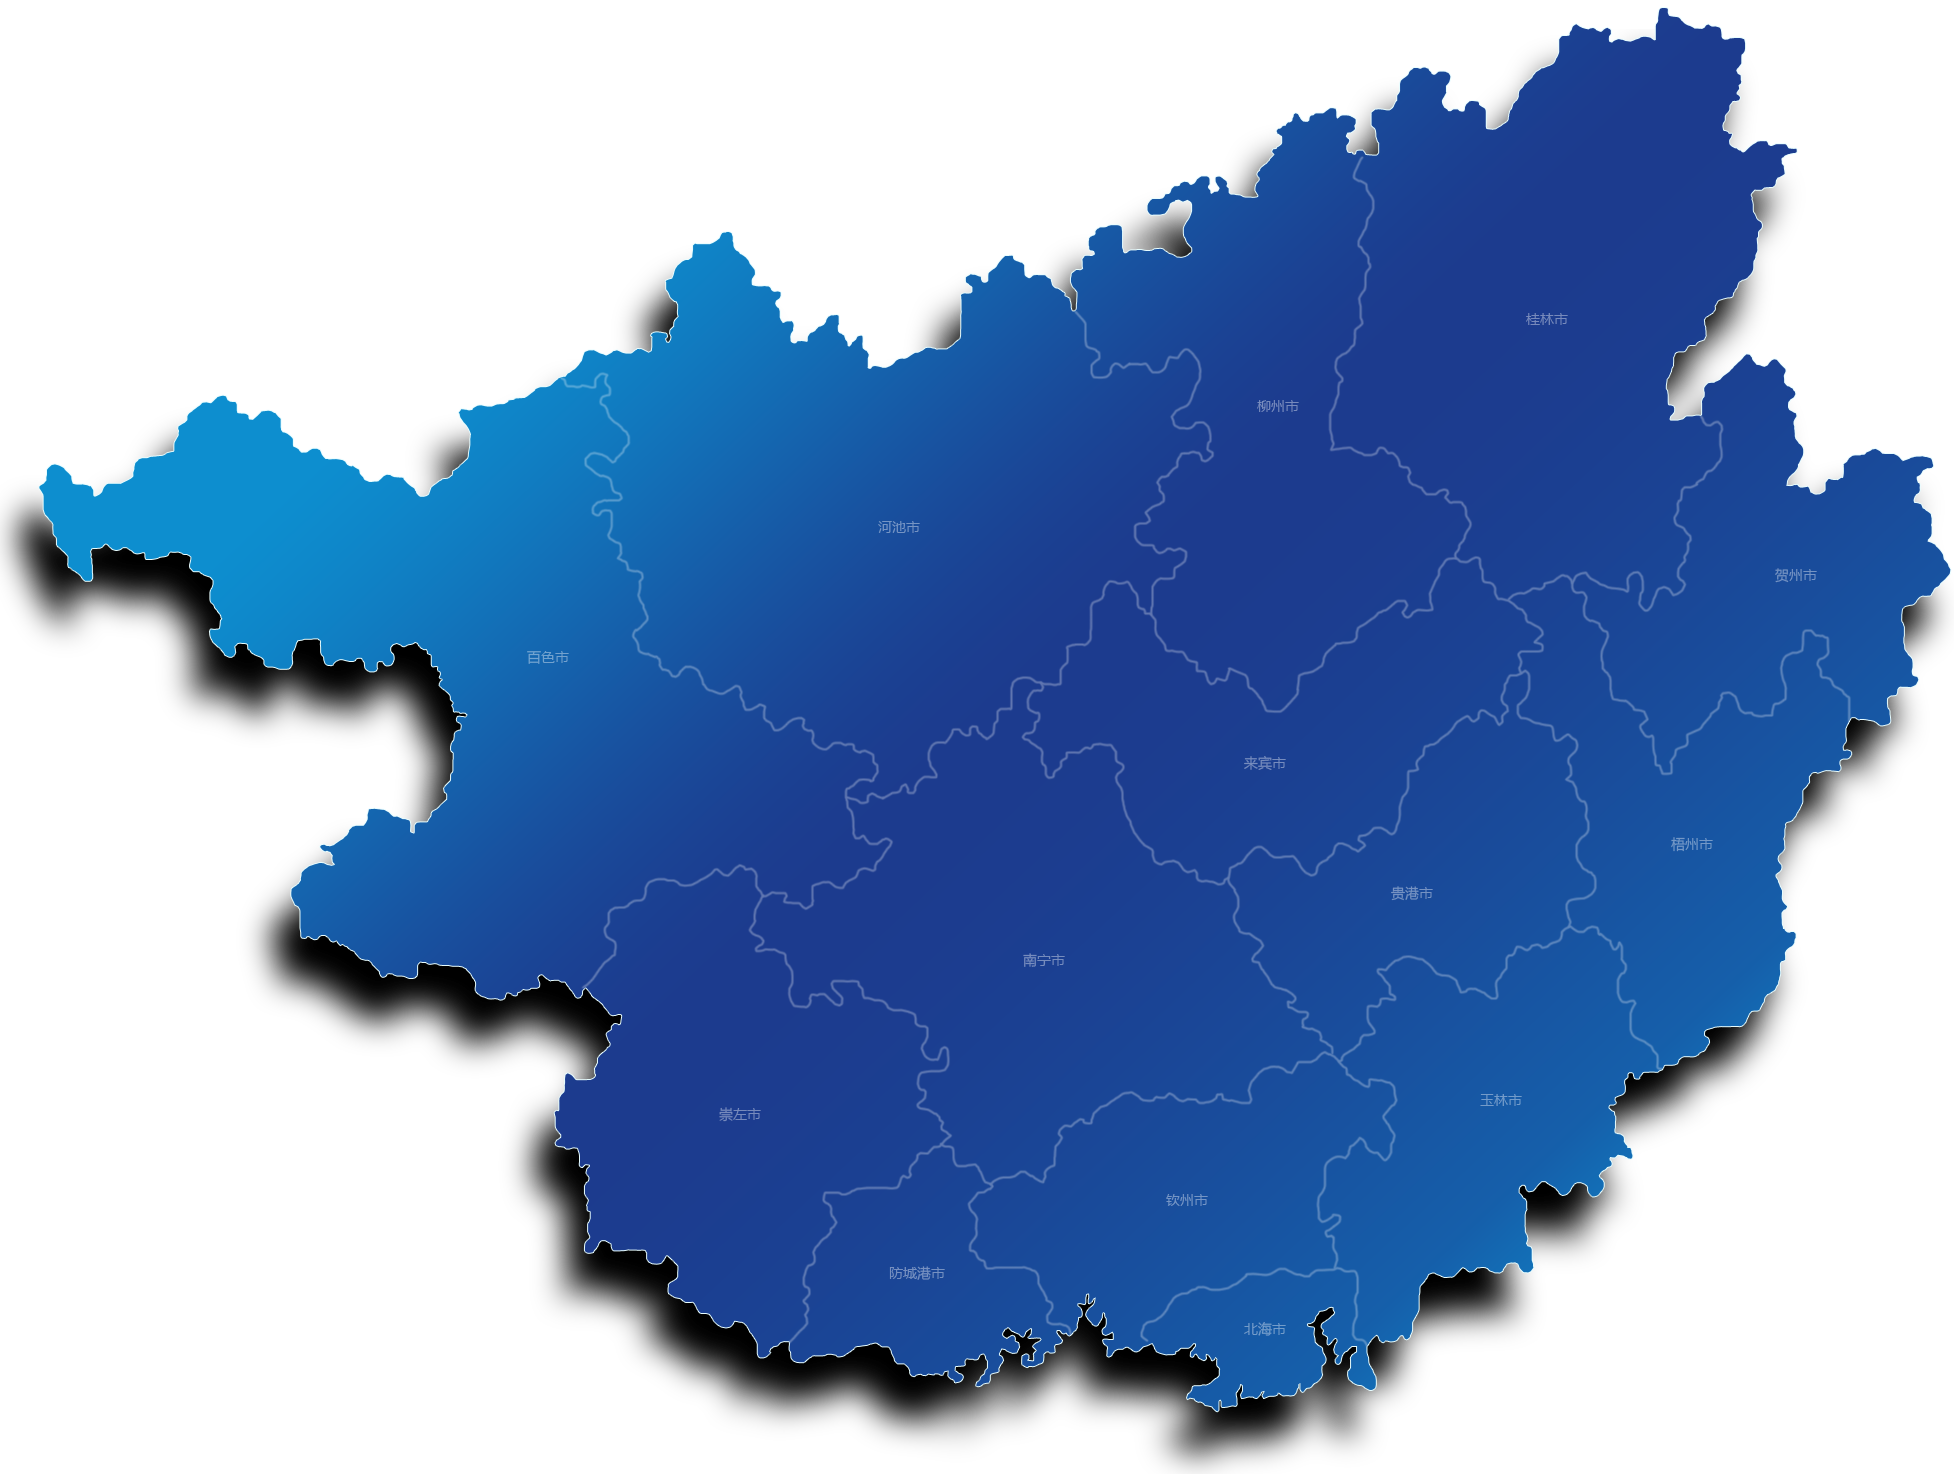 桂林市
柳州市
河池市
贺州市
百色市
来宾市
梧州市
贵港市
南宁市
玉林市
崇左市
钦州市
防城港市
北海市